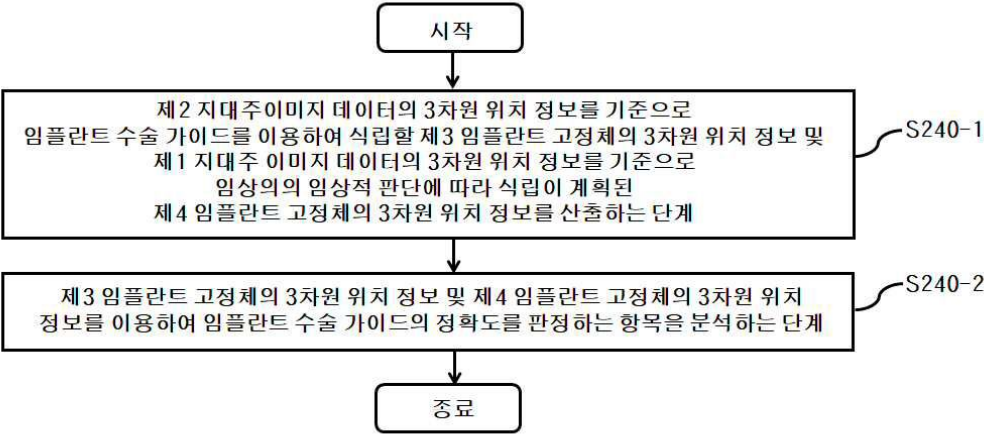 시작
제2 지대주이미지 데이터의 3차원 위치 정보를 기준으로
임플란트 수술 가이드를 이용하여 식립할 제3 임플란트 고정체의 3차원 위치 정보 및
제1 지대주 이미지 데이터의 3차원 위치 정보를 기준으로
임상의의 임상적 판단에 따라 식립이 계획된
제4 임플란트 고정체의 3차원 위치 정보를 산출하는 단계
S240-1
제3 임플란트 고정체의 3차원 위치 정보 및 제4 임플란트 고정체의 3차원 위치
정보를 이용하여 임플란트 수술 가이드의 정확도를 판정하는 항목을 분석하는 단계
S240-2
종료